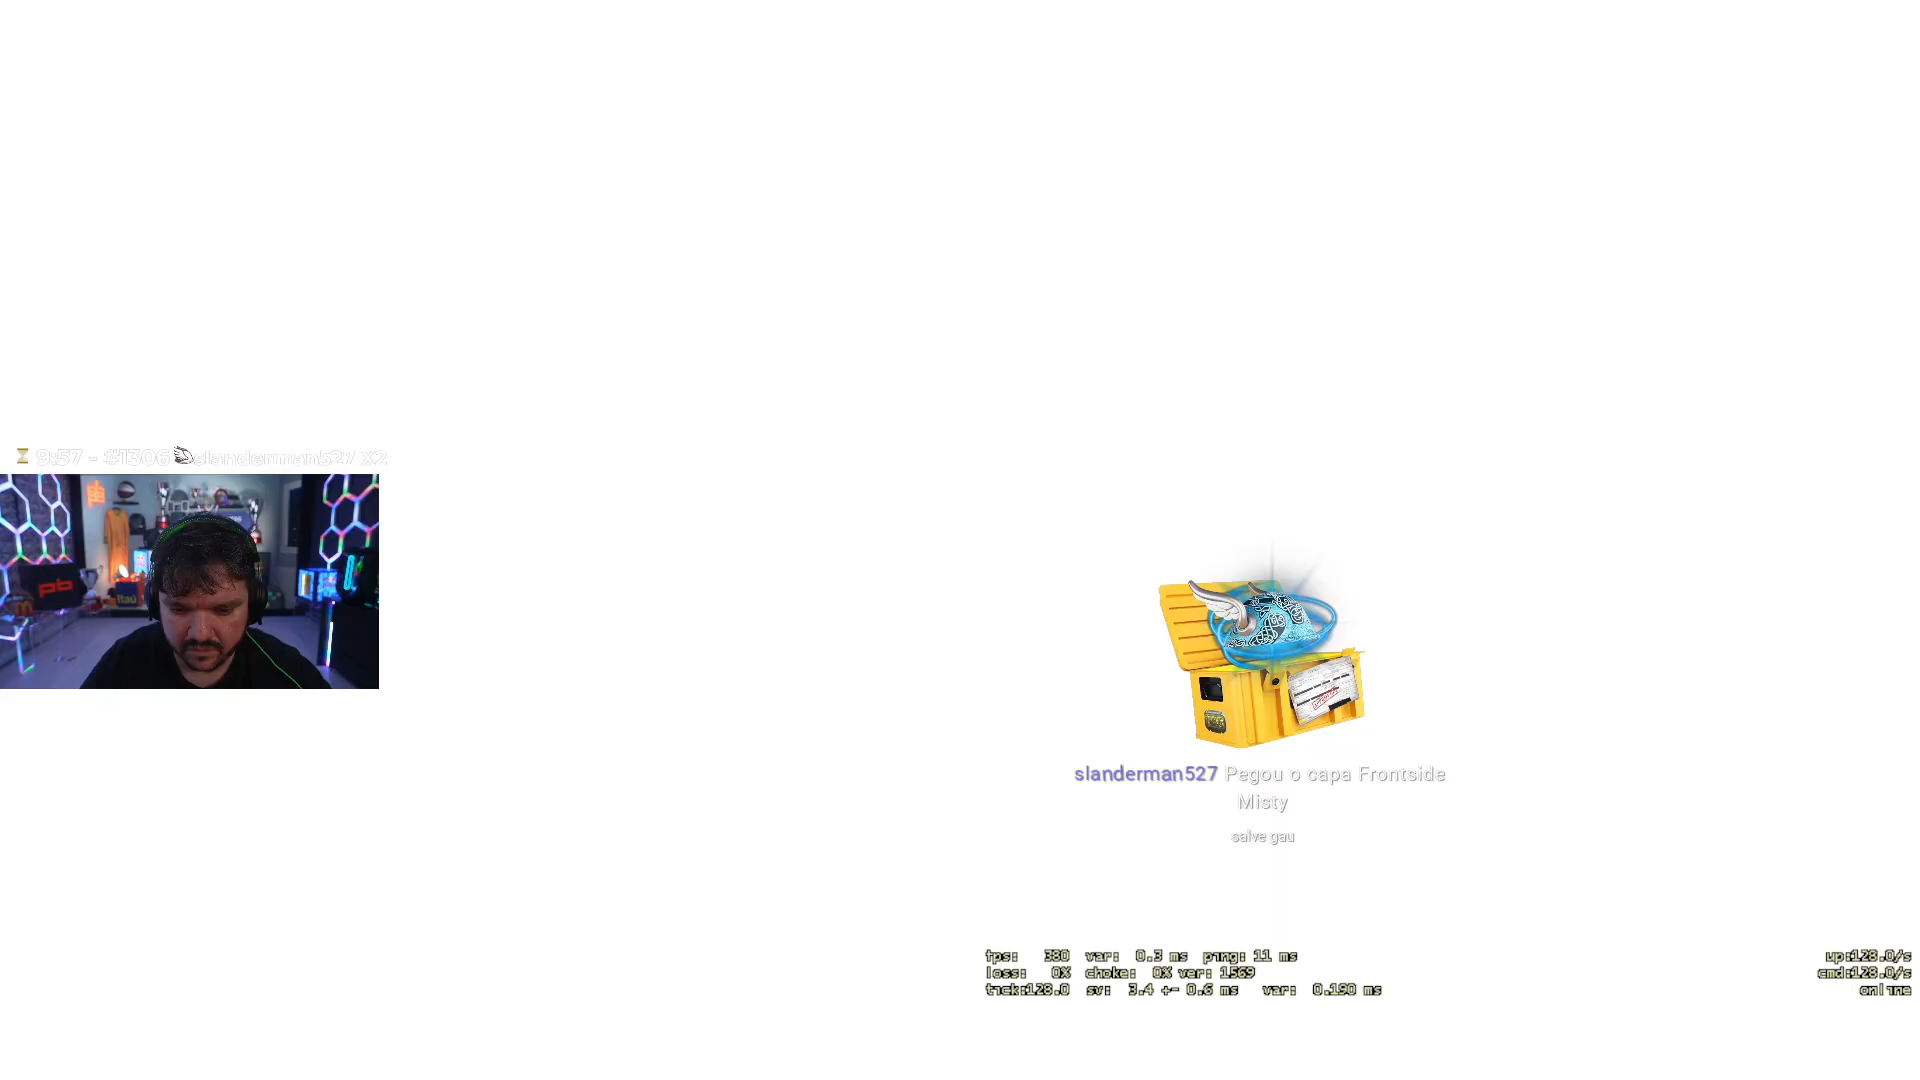 9:57 - #1306 slanderman527 X2
Itaú
slanderman527 Pegou o capa Frontside
Misty
salve gau
fps: 380 var: 0.3 ms ping: 11 ms
loss: 0% choke: 0% ver: 1569
tick:128.0 sv: 3.4 +- 0.6 ms var: 0.190 ms
up:128.0/s
cmd:128.0/s
online